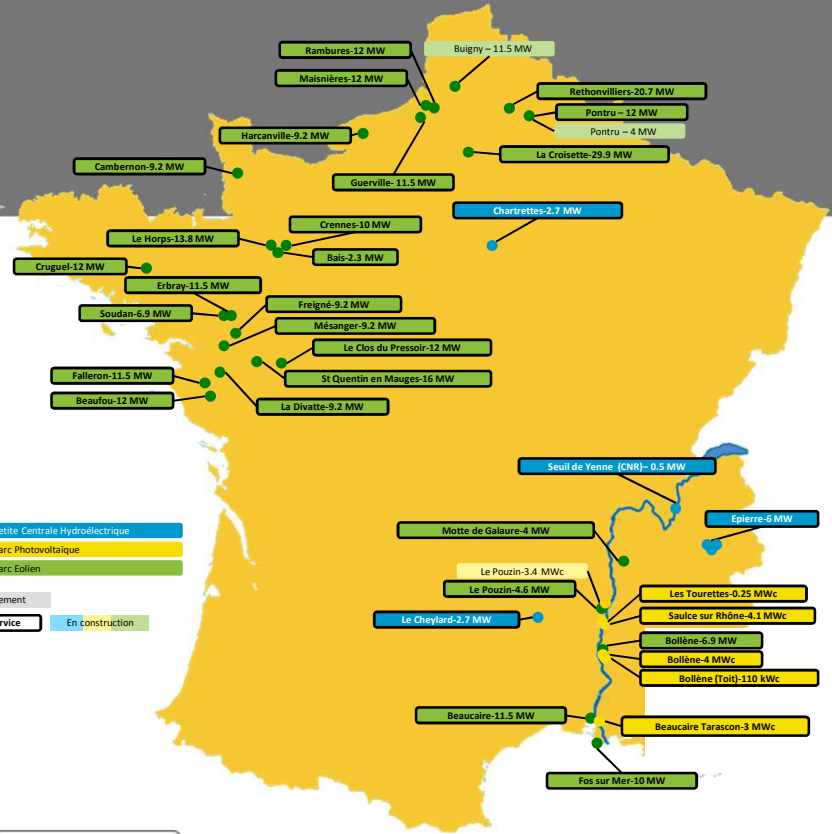 Rambures-12 MW
Buigny – 11.5 MW
Maisnières-12 MW
Rethonvilliers-20.7 MW
Pontru – 12 MW
Pontru – 4 MW
Harcanville-9.2 MW
La Croisette-29.9 MW
Cambernon-9.2 MW
Guerville- 11.5 MW
Chartrettes-2.7 MW
Crennes-10 MW
Le Horps-13.8 MW
Bais-2.3 MW
Cruguel-12 MW
Erbray-11.5 MW
Freigné-9.2 MW
Soudan-6.9 MW
Mésanger-9.2 MW
Le Clos du Pressoir-12 MW
Falleron-11.5 MW
St Quentin en Mauges-16 MW
Beaufou-12 MW
La Divatte-9.2 MW
Seuil de Yenne (CNR)– 0.5 MW
Epierre-6 MW
etite Centrale Hydroélectrique
Motte de Galaure-4 MW
arc Photovoltaïque
arc Eolien
Le Pouzin-3.4 MWc
Le Pouzin-4.6 MW
Les Tourettes-0.25 MWc
ement
Saulce sur Rhône-4.1 MWc
rvice
En construction
Le Cheylard-2.7 MW
Bollène-6.9 MW
Bollène-4 MWc
Bollène (Toit)-110 kWc
Beaucaire-11.5 MW
Beaucaire Tarascon-3 MWc
Fos sur Mer-10 MW